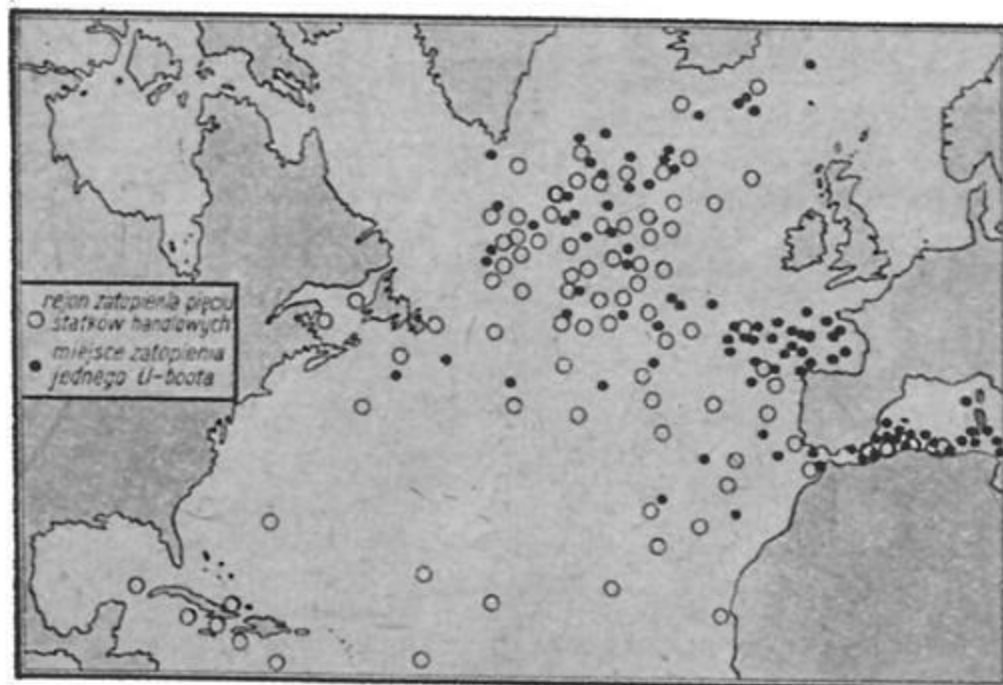 rejon zatopienia pięciu
statków handlowych
miejsce zatopienia
jednego U-boota